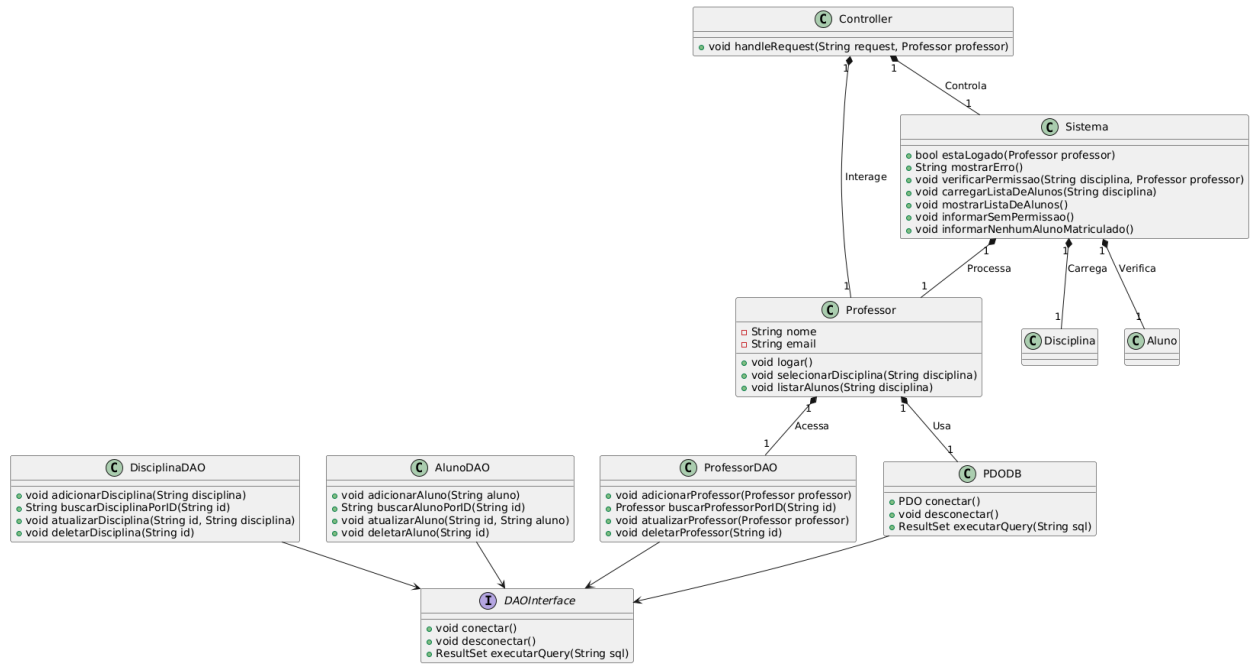 C Controller
void handleRequest(String request, Professor professor)
1
1
Controla
1
C Sistema
bool estaLogado(Professor professor)
String mostrarErro()
void verificarPermissao(String disciplina, Professor professor)
void carregarListaDeAlunos(String disciplina)
void mostrarListaDeAlunos()
void informarSemPermissao()
void informarNenhumAlunoMatriculado()
Interage
1
1
1
Processa
Carrega
Verifica
1
1
1
1
C Professor
String nome
String email
void logar()
void selecionarDisciplina(String disciplina)
void listarAlunos(String disciplina)
C Disciplina
C Aluno
1
1
Acessa
Usa
1
1
C DisciplinaDAO
void adicionarDisciplina(String disciplina)
String buscarDisciplinaPorID(String id)
void atualizarDisciplina(String id, String disciplina)
void deletarDisciplina(String id)
C AlunoDAO
void adicionarAluno(String aluno)
String buscarAlunoPorID(String id)
void atualizarAluno(String id, String aluno)
void deletarAluno(String id)
C ProfessorDAO
void adicionarProfessor(Professor professor)
Professor buscarProfessorPorID(String id)
void atualizarProfessor(Professor professor)
void deletarProfessor(String id)
C PDODB
PDO conectar()
void desconectar()
ResultSet executarQuery(String sql)
I DAOInterface
void conectar()
void desconectar()
ResultSet executarQuery(String sql)